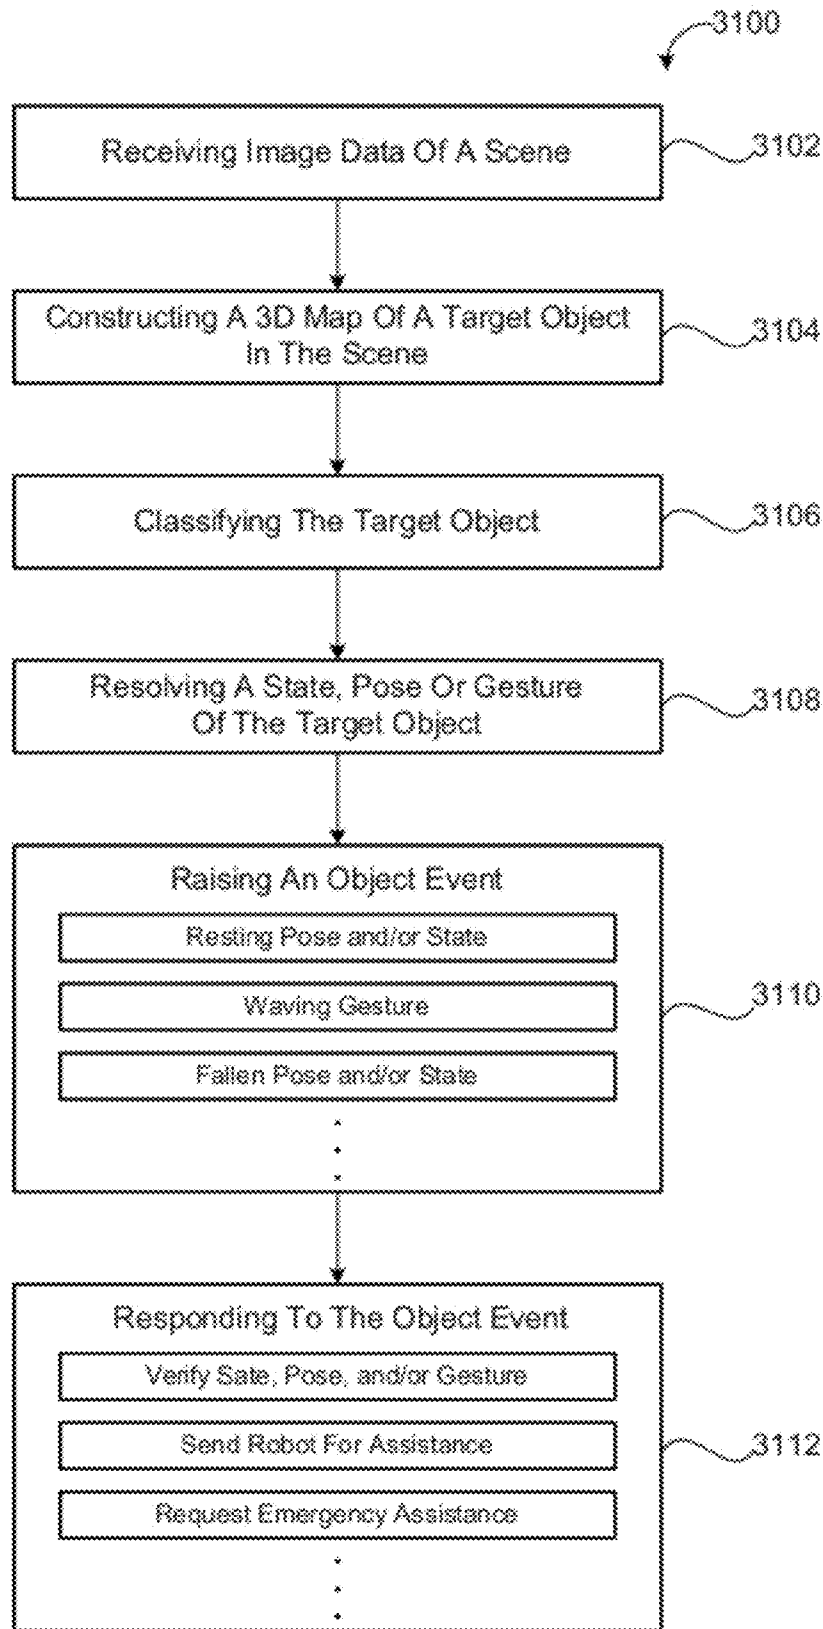 3100
Receiving Image Data Of A Scene
3102
Constructing A 3D Map Of A Target Object
In The Scene
3104
Classifying The Target Object
3106
Resolving A State, Pose Or Gesture
Of The Target Object
3108
Raising An Object Event
Resting Pose and/or State
Waving Gesture
Fallen Pose and/or State
3110
Responding To The Object Event
Verify Sate, Pose, and/or Gesture
Send Robot For Assistance
Request Emergency Assistance
3112